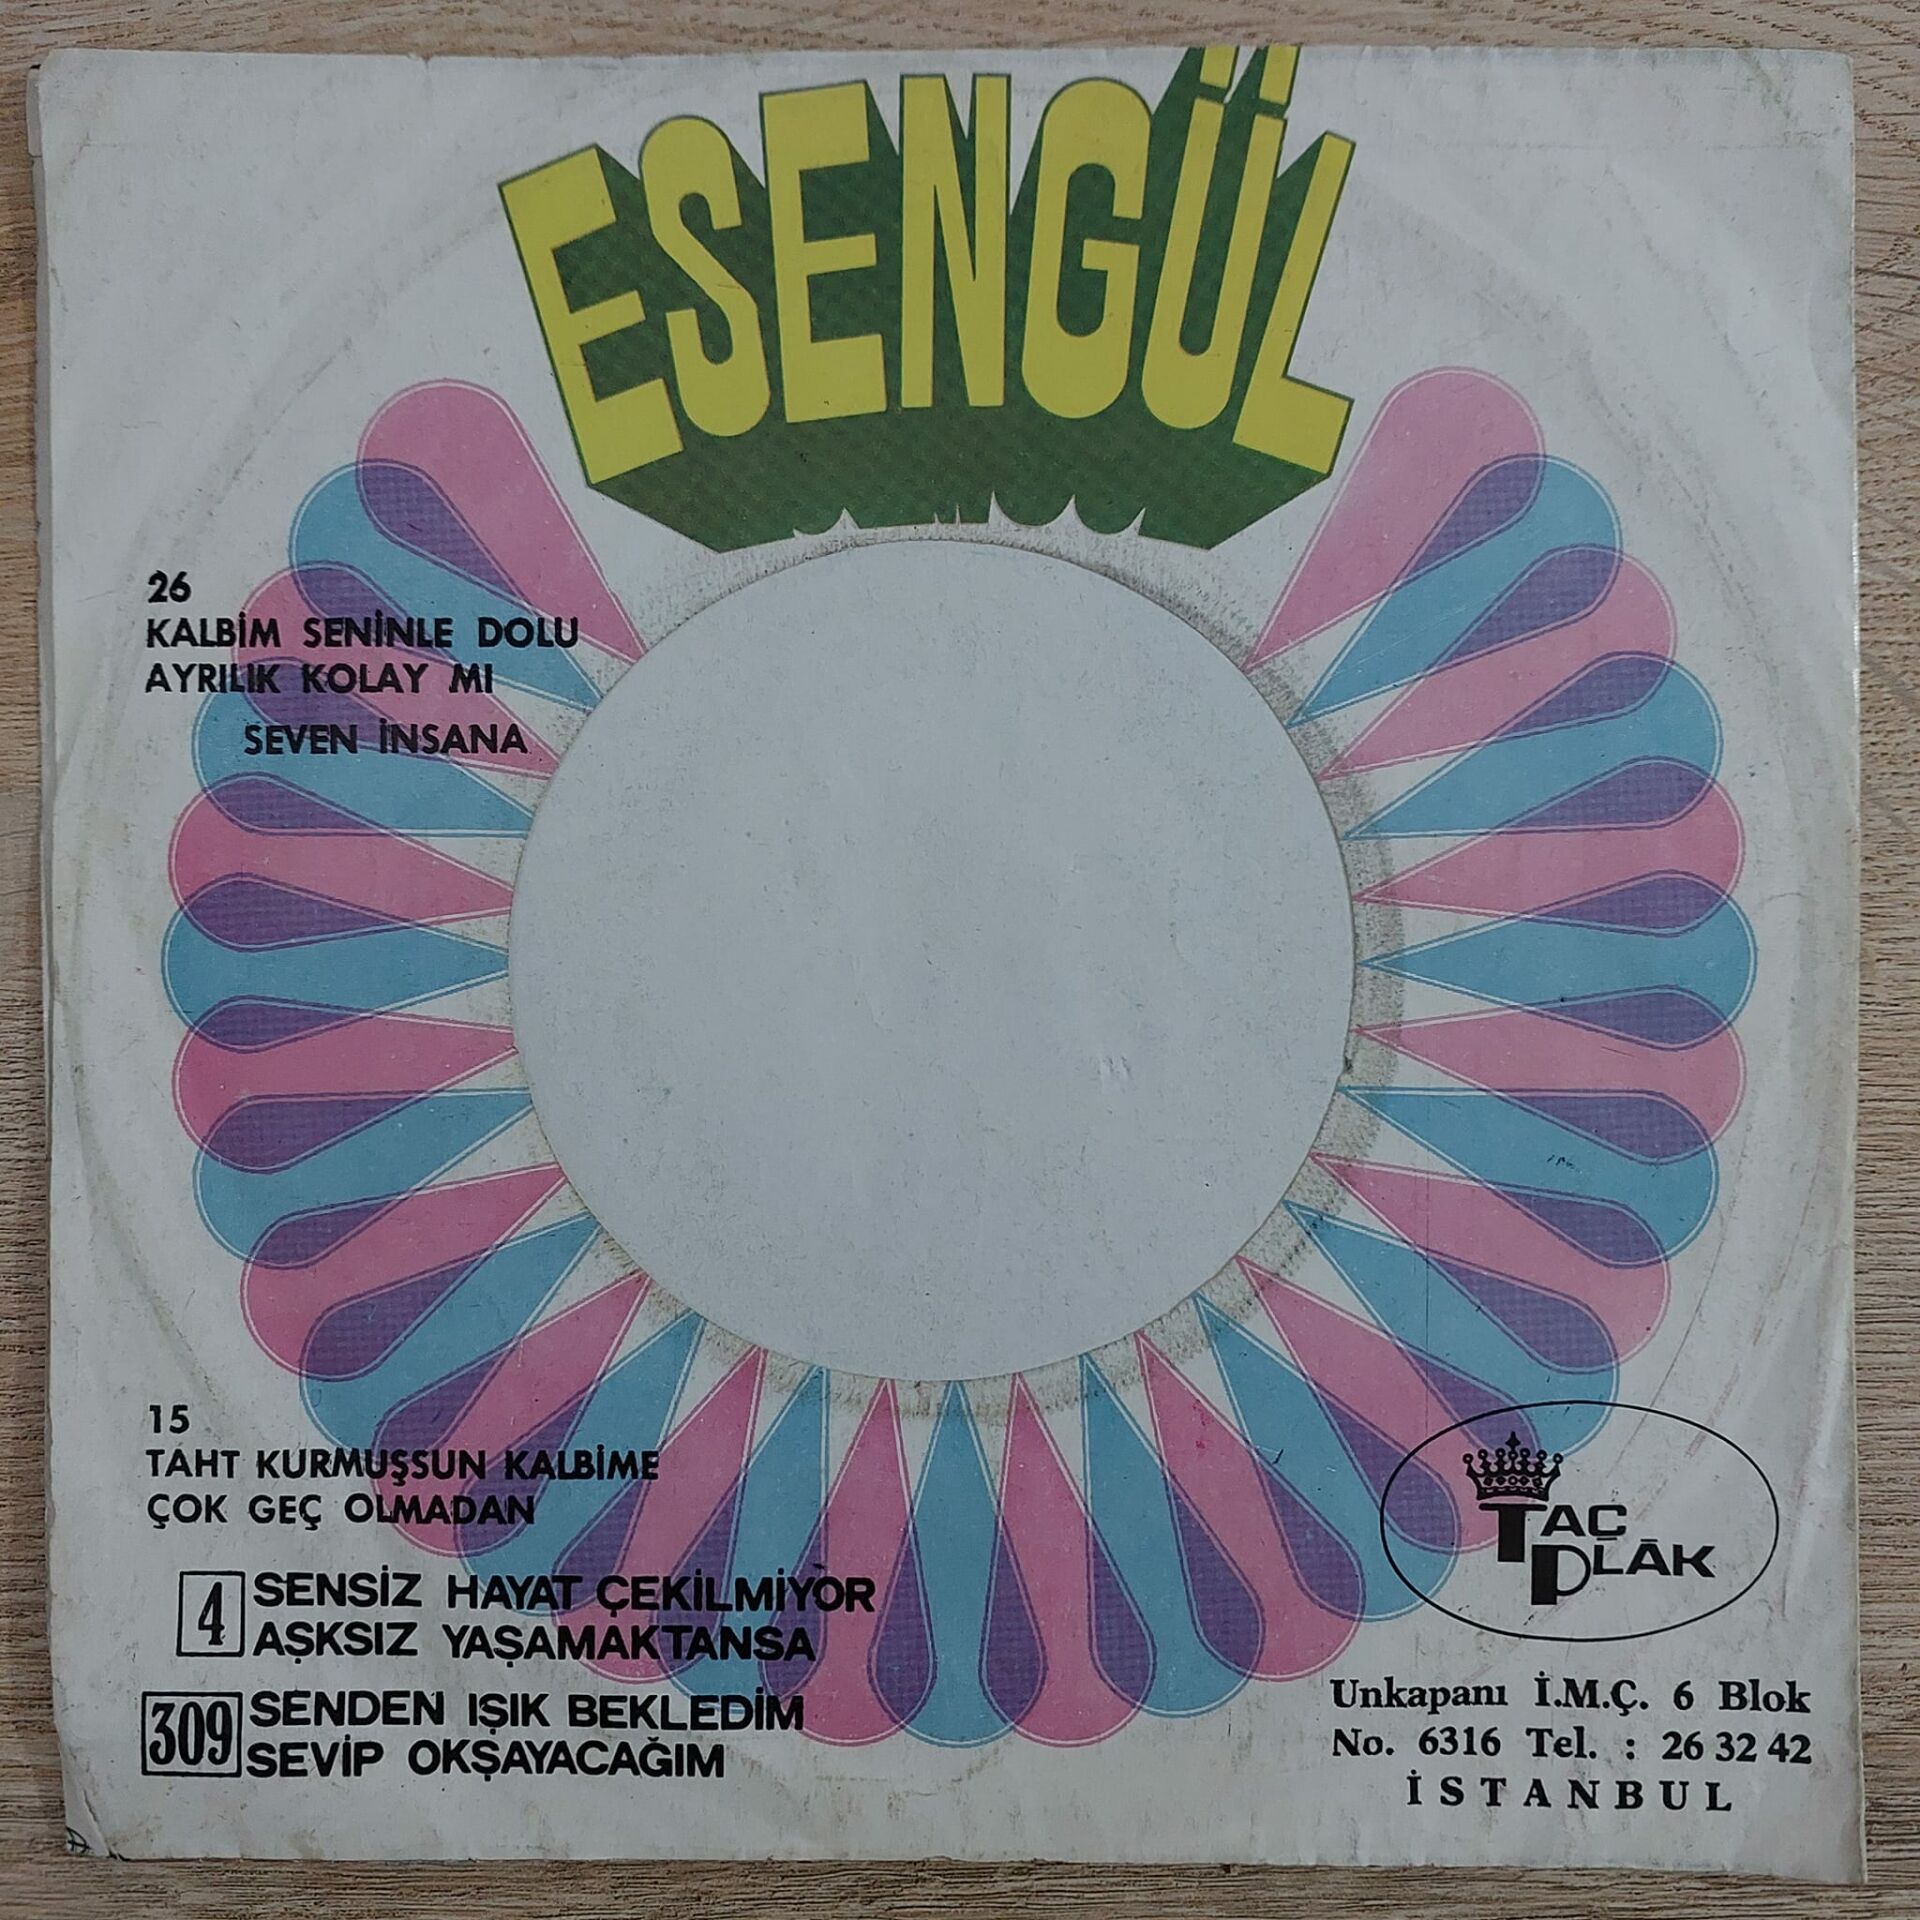 ESENGÜL
26
KALBİM SENİNLE DOLU
AYRILIK KOLAY MI
SEVEN İNSANA
15
TAHT KURMUŞSUN KALBİME
ÇOK GEÇ OLMADAN
4 SENSİZ HAYAT ÇEKİLMİYOR
AŞKSIZ YAŞAMAKTANSA
309 SENDEN IŞIK BEKLEDİM
SEVİP OKŞAYACAĞIM
TAÇ
PLÂK
Unkapanı İ.M.Ç. 6 Blok
No. 6316 Tel. : 26 32 42
İSTANBUL